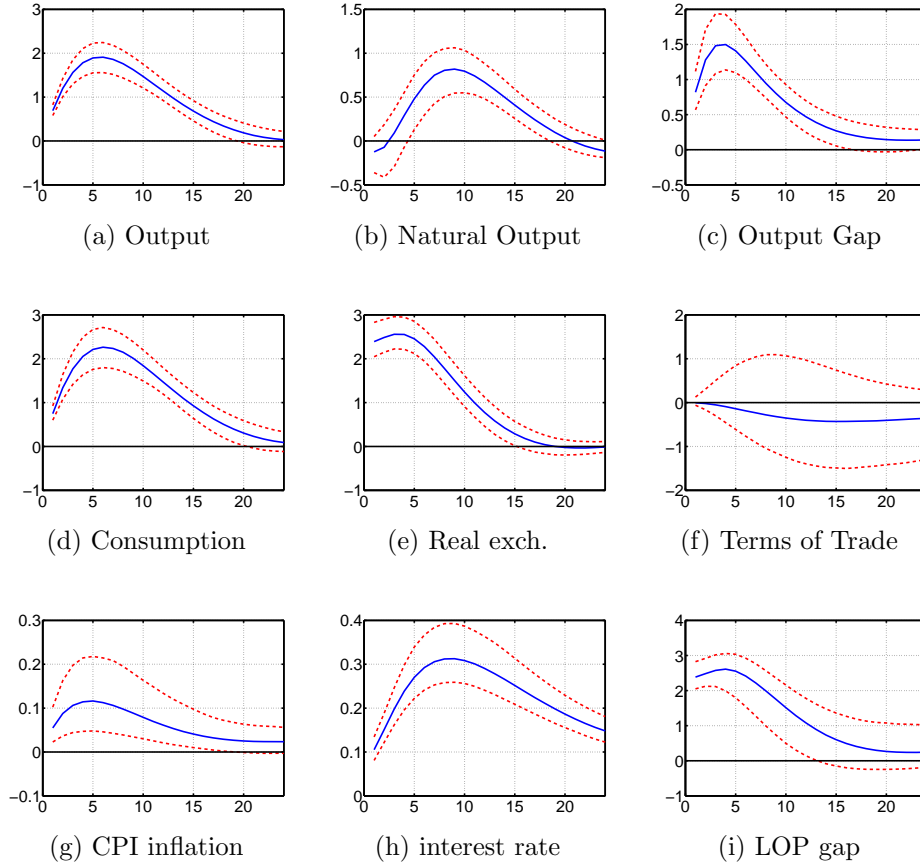 3
2
1
0
−1
0 5 10 15 20
(a) Output
1.5
1
0.5
0
−0.5
0 5 10 15 20
(b) Natural Output
2
1.5
1
0.5
0
−0.5
0 5 10 15 20
(c) Output Gap
3
2
1
0
−1
0 5 10 15 20
(d) Consumption
3
2
1
0
−1
0 5 10 15 20
(e) Real exch.
2
1
0
−1
−2
0 5 10 15 20
(f) Terms of Trade
0.3
0.2
0.1
0
−0.1
0 5 10 15 20
(g) CPI inflation
0.4
0.3
0.2
0.1
0
0 5 10 15 20
(h) interest rate
4
3
2
1
0
−1
0 5 10 15 20
(i) LOP gap